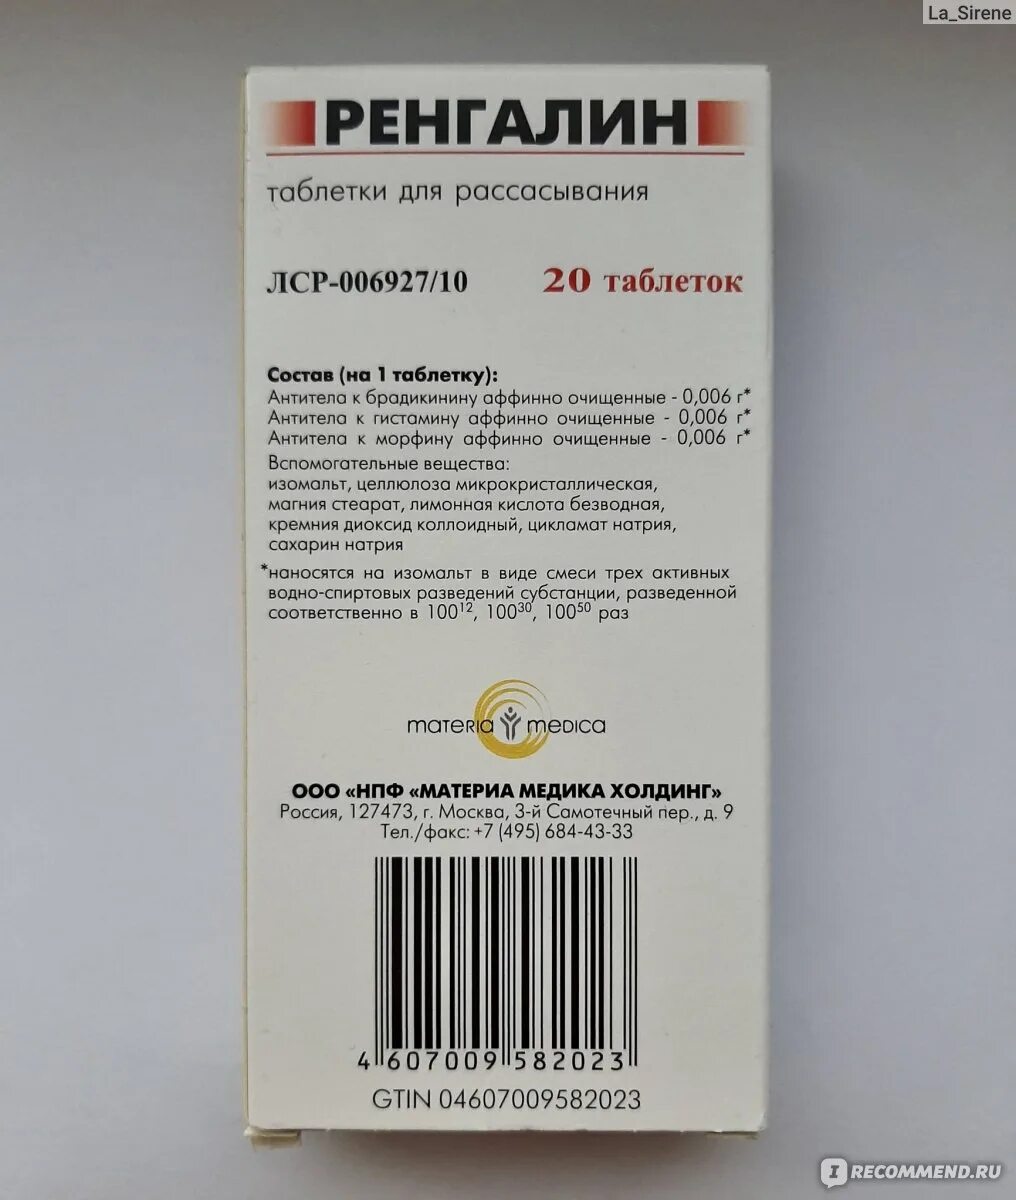 La_Sirene
РЕНГАЛИН
таблетки для рассасывания
ЛСР-006927/10 20 таблеток
Состав (на 1 таблетку):
Антитела к брадикинину аффинно очищенные - 0,006 г*
Антитела к гистамину аффинно очищенные - 0,006 г*
Антитела к морфину аффинно очищенные - 0,006 г*
Вспомогательные вещества:
изомальт, целлюлоза микрокристаллическая,
магния стеарат, лимонная кислота безводная,
кремния диоксид коллоидный, цикламат натрия,
сахарин натрия
*наносятся на изомальт в виде смеси трех активных
водно-спиртовых разведений субстанции, разведенной
соответственно в 100¹², 100³⁰, 100⁵⁰ раз
materia medica
ООО «НПФ «МАТЕРИА МЕДИКА ХОЛДИНГ»
Россия, 127473, г. Москва, 3-й Самотечный пер., д. 9
Тел./факс: +7 (495) 684-43-33
4 607009 582023
GTIN 04607009582023
IRECOMMEND.RU